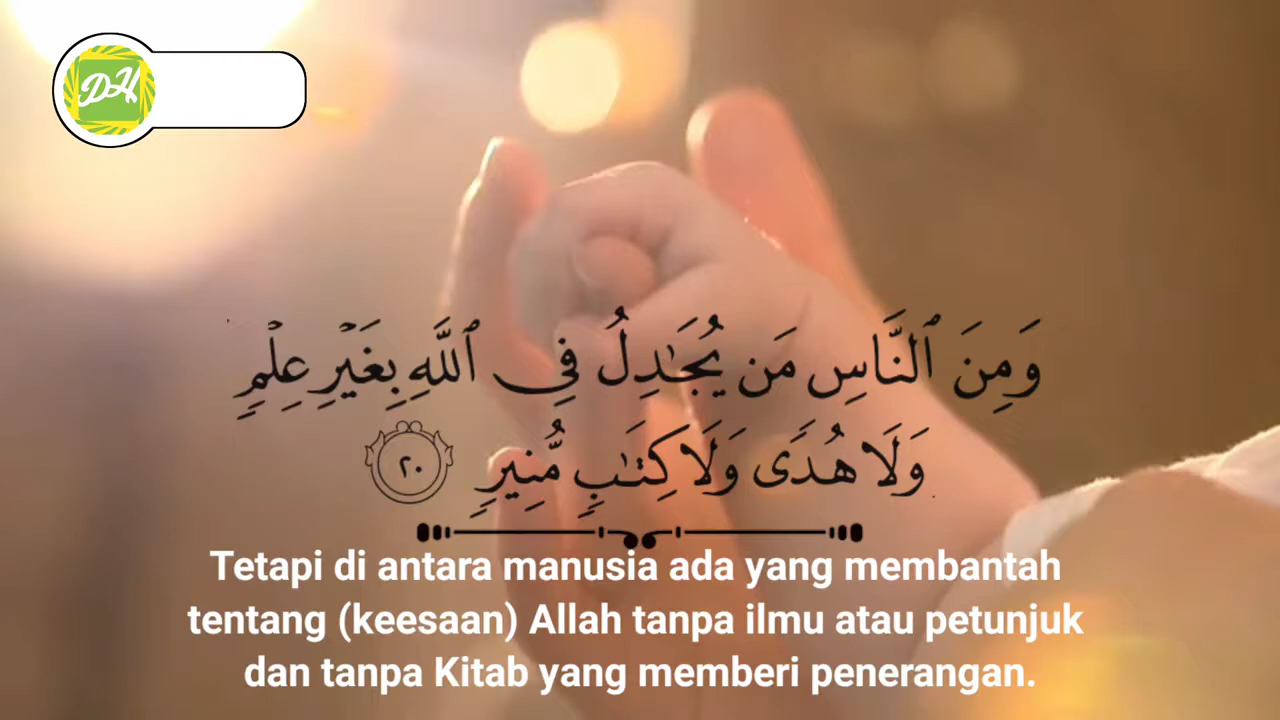 DH
وَمِنَ ٱلنَّاسِ مَن يُجَـٰدِلُ فِى ٱللَّهِ بِغَيْرِ عِلْمٍ
وَلَا هُدًى وَلَا كِتَـٰبٍ مُّنِيرٍ ٢٠
Tetapi di antara manusia ada yang membantah
tentang (keesaan) Allah tanpa ilmu atau petunjuk
dan tanpa Kitab yang memberi penerangan.